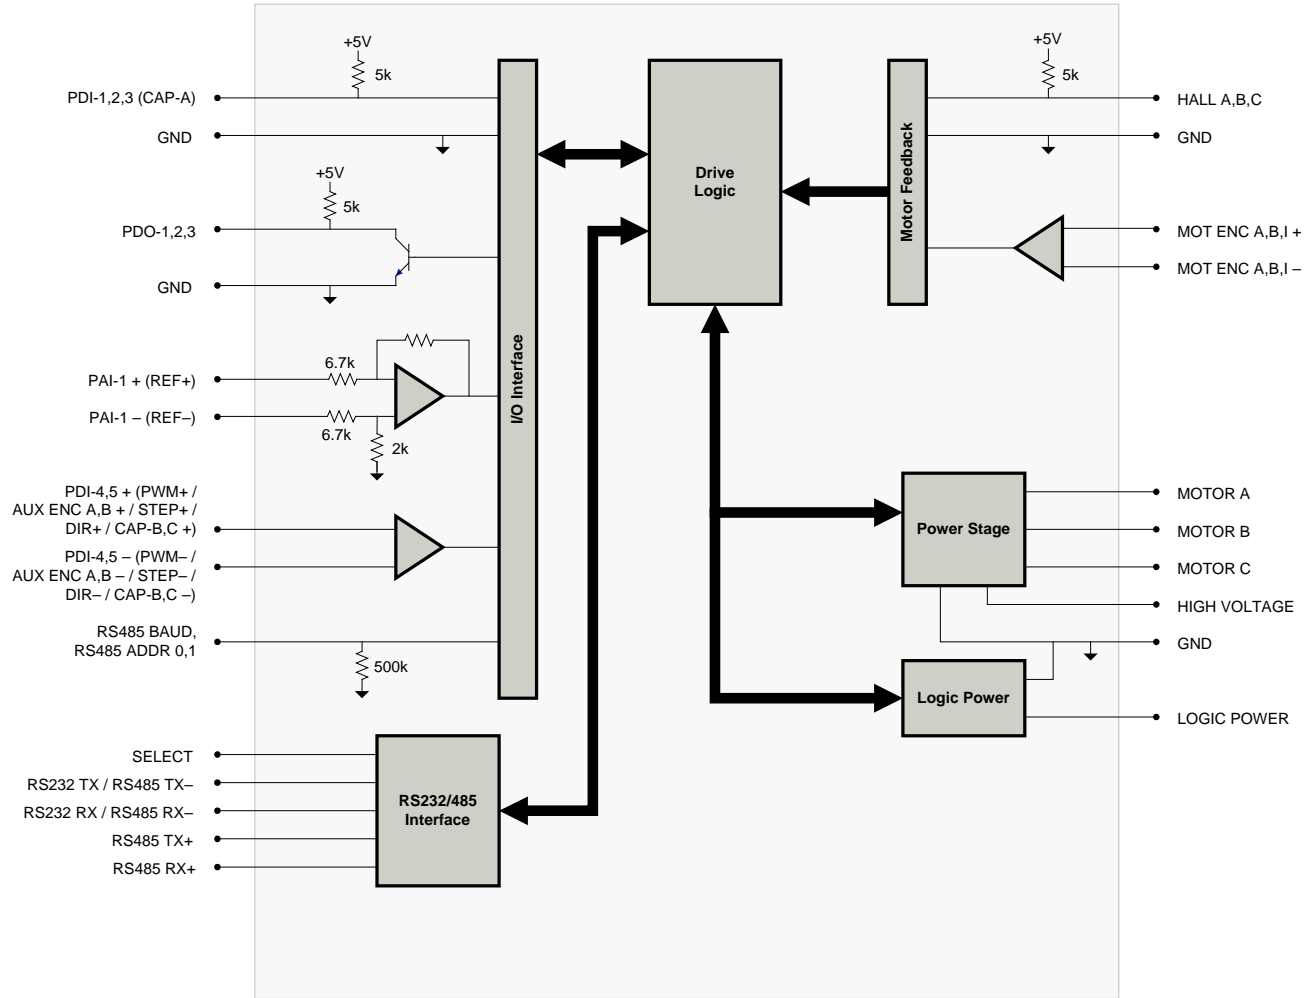 +5V
5k
PDI-1,2,3 (CAP-A)
GND
+5V
5k
PDO-1,2,3
GND
6.7k
PAI-1 + (REF+)
PAI-1 – (REF–)
6.7k
2k
PDI-4,5 + (PWM+ /
AUX ENC A,B + / STEP+ /
DIR+ / CAP-B,C +)
PDI-4,5 – (PWM– /
AUX ENC A,B – / STEP– /
DIR– / CAP-B,C –)
RS485 BAUD,
RS485 ADDR 0,1
500k
SELECT
RS232 TX / RS485 TX–
RS232 RX / RS485 RX–
RS485 TX+
RS485 RX+
RS232/485
Interface
I/O Interface
Drive
Logic
Motor Feedback
+5V
5k
HALL A,B,C
GND
MOT ENC A,B,I +
MOT ENC A,B,I –
Power Stage
MOTOR A
MOTOR B
MOTOR C
HIGH VOLTAGE
GND
Logic Power
LOGIC POWER